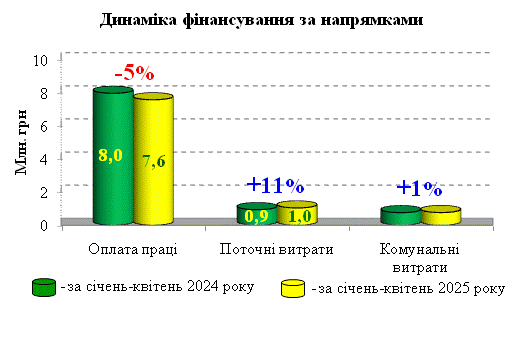 Динаміка фінансування за напрямками
Млн. грн
10
8
6
4
2
0
-5%
8,0
7,6
+11%
0,9
1,0
+1%
Оплата праці
Поточні витрати
Комунальні
витрати
-за січень-квітень 2024 року
-за січень-квітень 2025 року